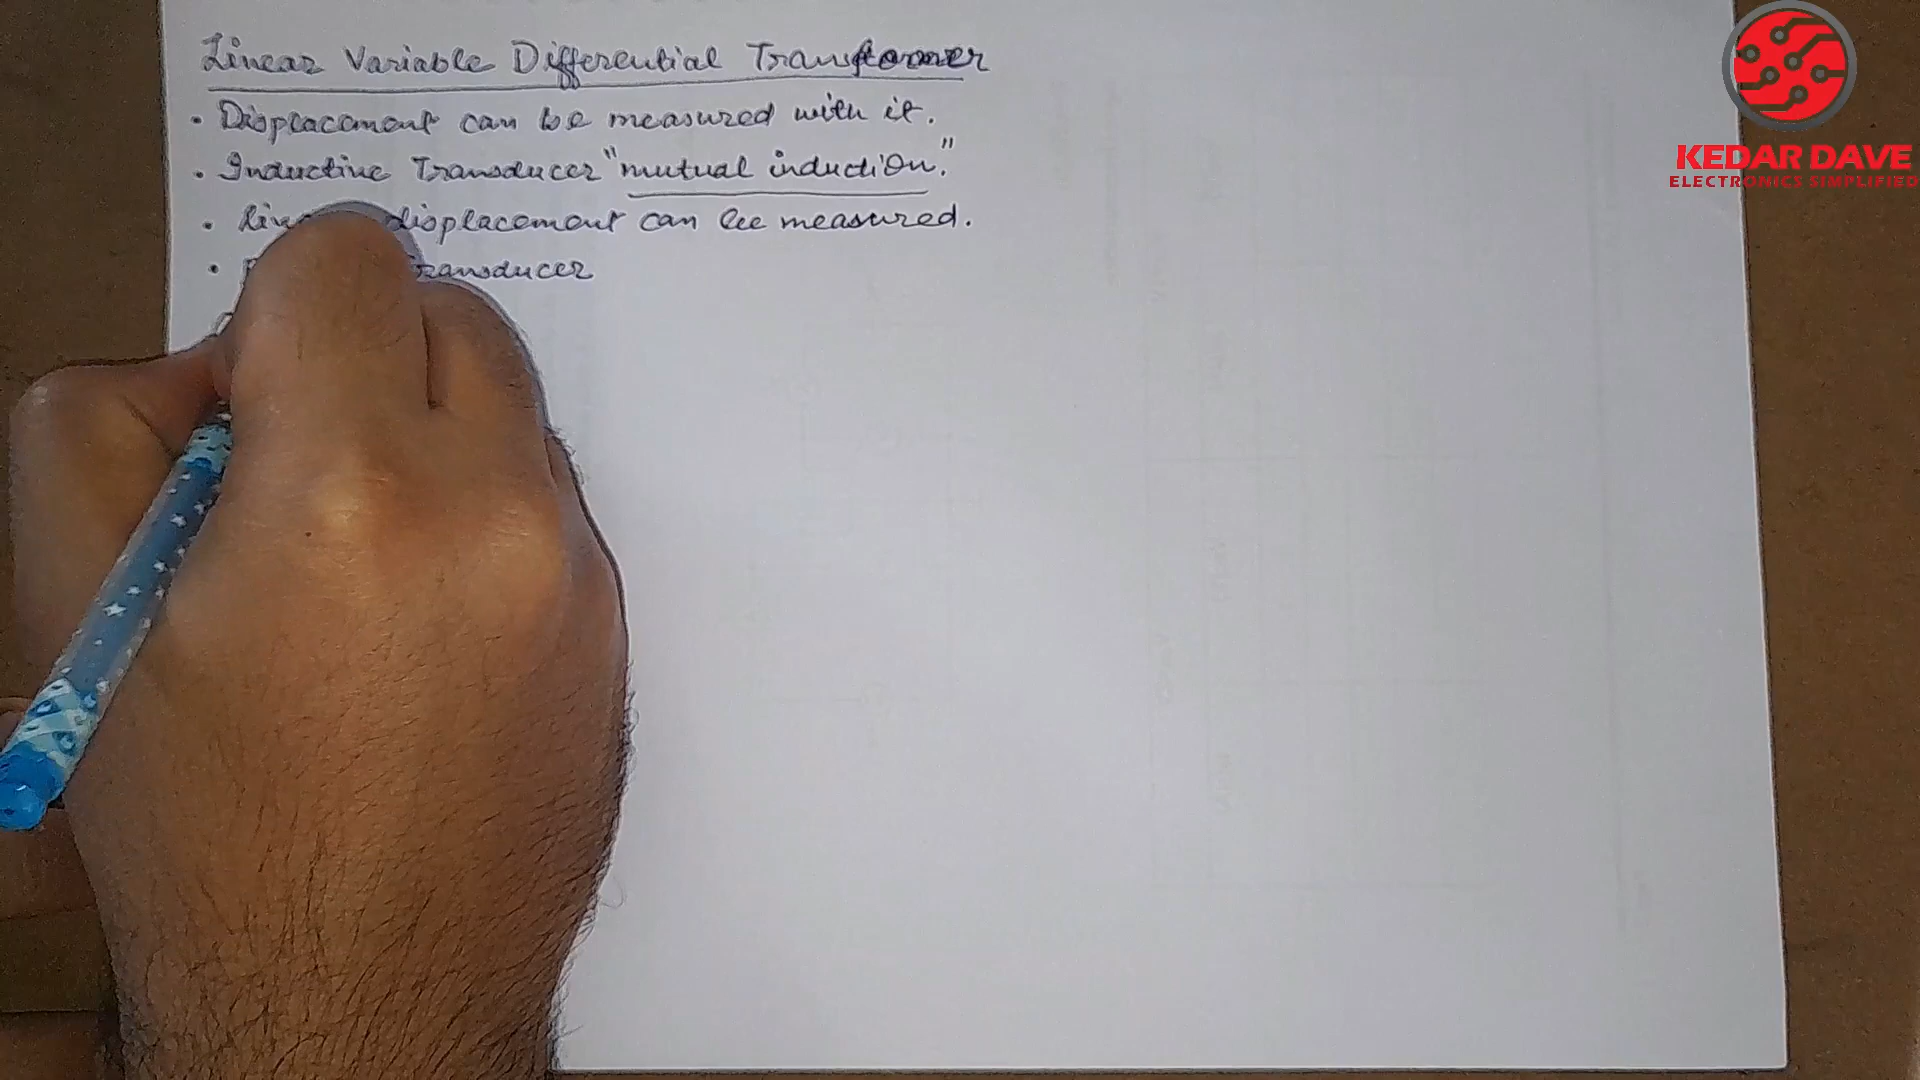 Linear Variable Differential Transformer
• Displacement can be measured with it.
• Inductive Transducer "mutual induction."
• displacement can be measured.
• Transducer
KEDAR DAVE
ELECTRONICS SIMPLIFIED